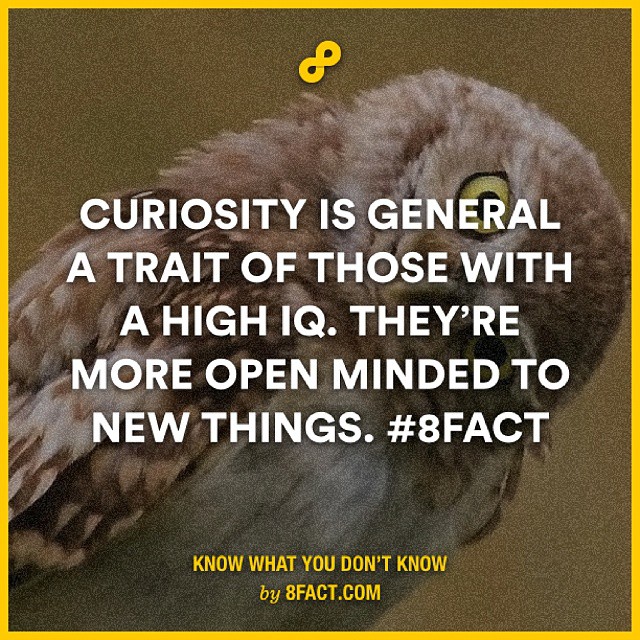 CURIOSITY IS GENERAL
A TRAIT OF THOSE WITH
A HIGH IQ. THEY’RE
MORE OPEN MINDED TO
NEW THINGS. #8FACT
KNOW WHAT YOU DON’T KNOW
by 8FACT.COM